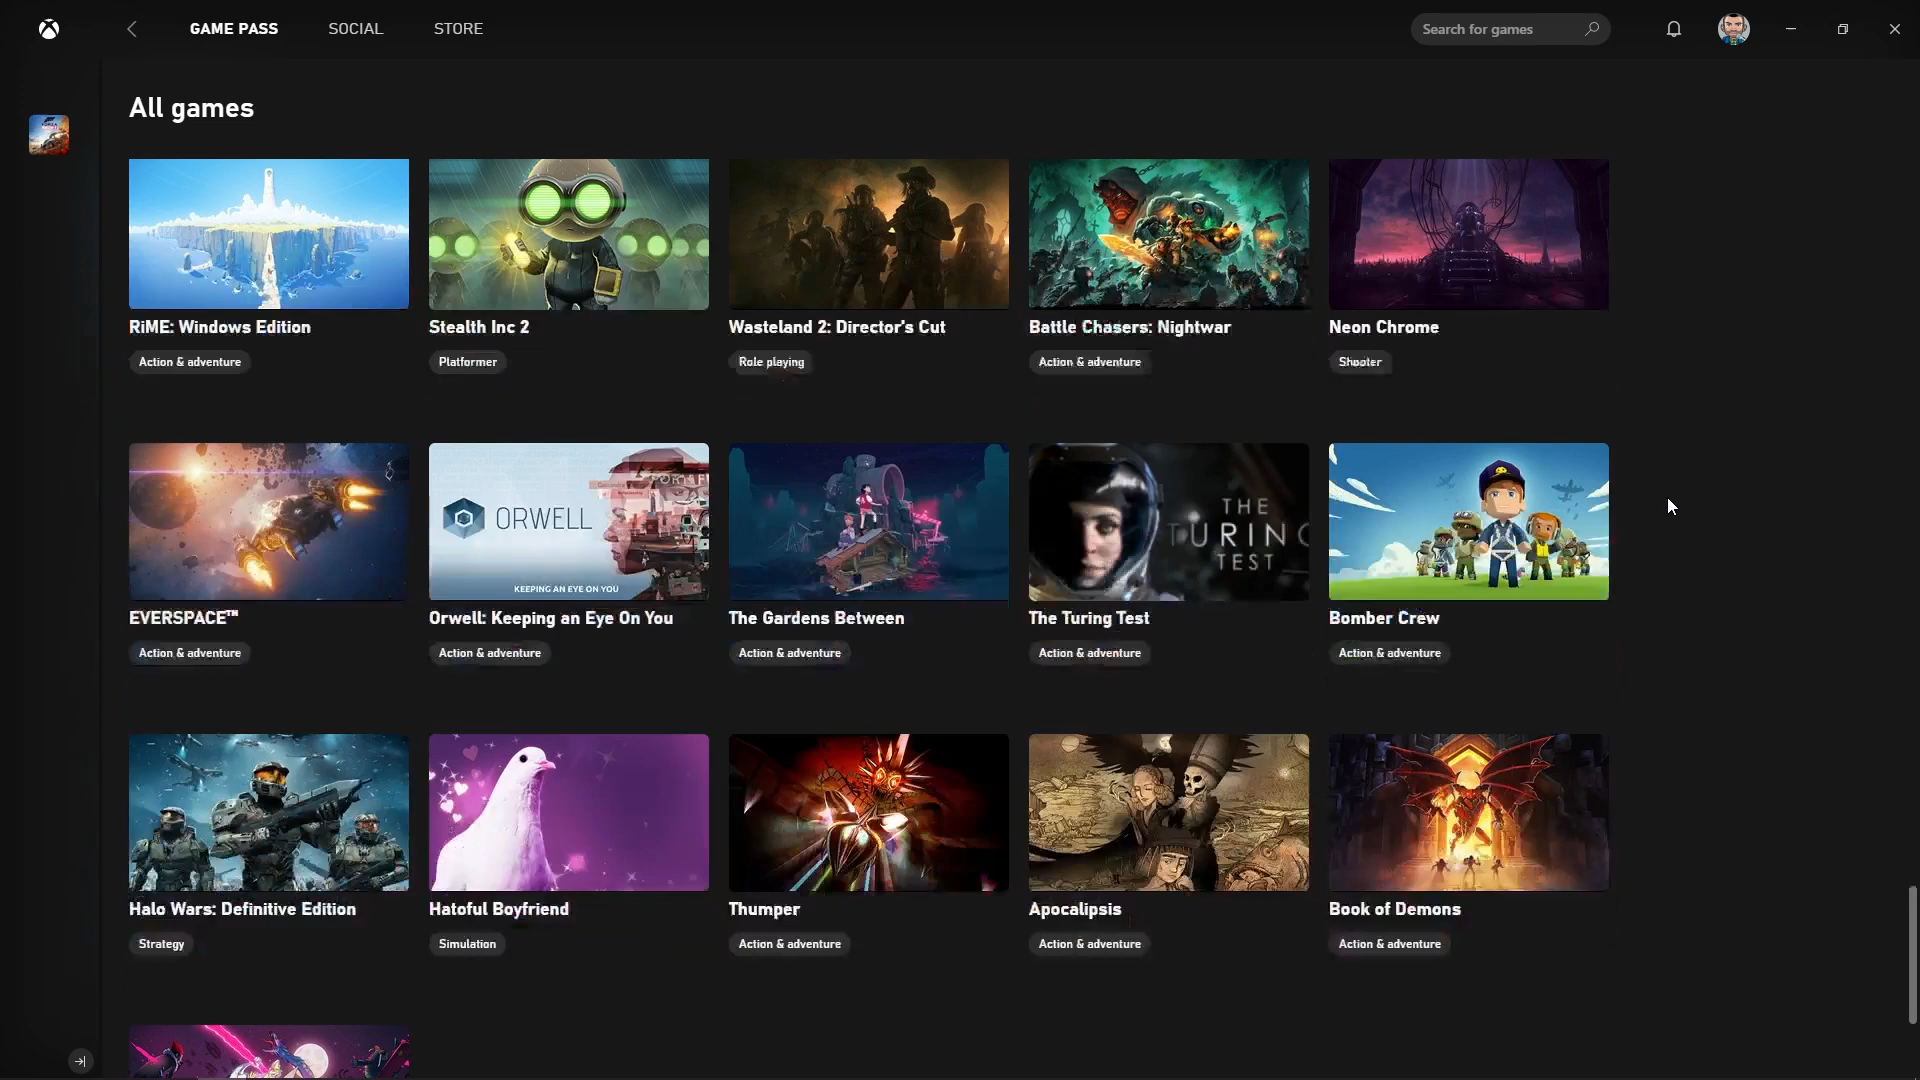 GAME PASS SOCIAL STORE Search for games
All games
RiME: Windows Edition Stealth Inc 2 Wasteland 2: Director's Cut Battle Chasers: Nightwar Neon Chrome
Action & adventure Platformer Role playing Action & adventure Shooter
ORWELL
KEEPING AN EYE ON YOU
THE
TURING
TEST
EVERSPACE™ Orwell: Keeping an Eye On You The Gardens Between The Turing Test Bomber Crew
Action & adventure Action & adventure Action & adventure Action & adventure Action & adventure
Halo Wars: Definitive Edition Hatoful Boyfriend Thumper Apocalipsis Book of Demons
Strategy Simulation Action & adventure Action & adventure Action & adventure